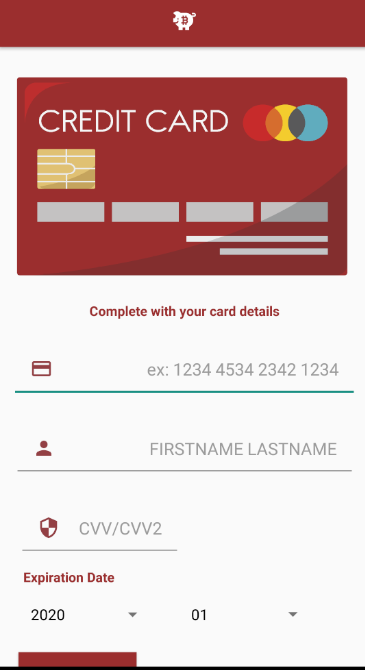 CREDIT CARD
Complete with your card details
ex: 1234 4534 2342 1234
FIRSTNAME LASTNAME
CVV/CVV2
Expiration Date
2020 01